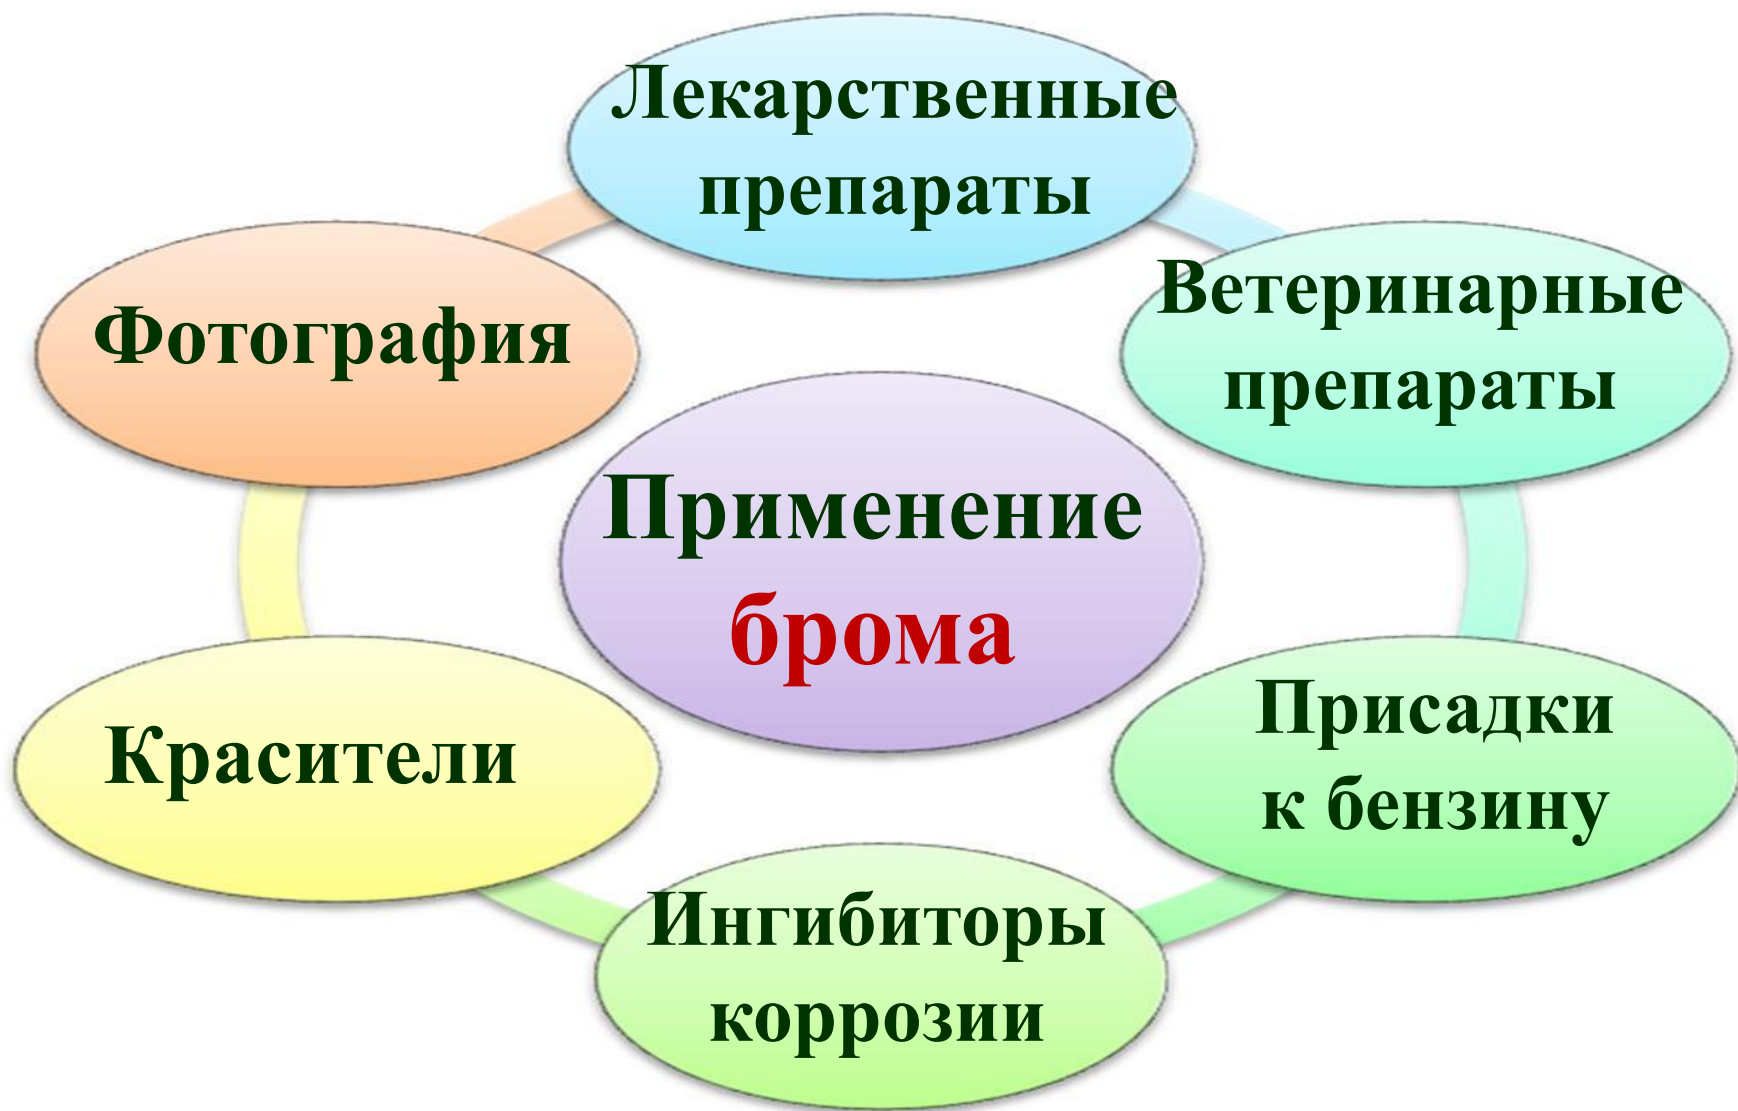 Лекарственные
препараты
Ветеринарные
препараты
Фотография
Применение
брома
Присадки
к бензину
Красители
Ингибиторы
коррозии